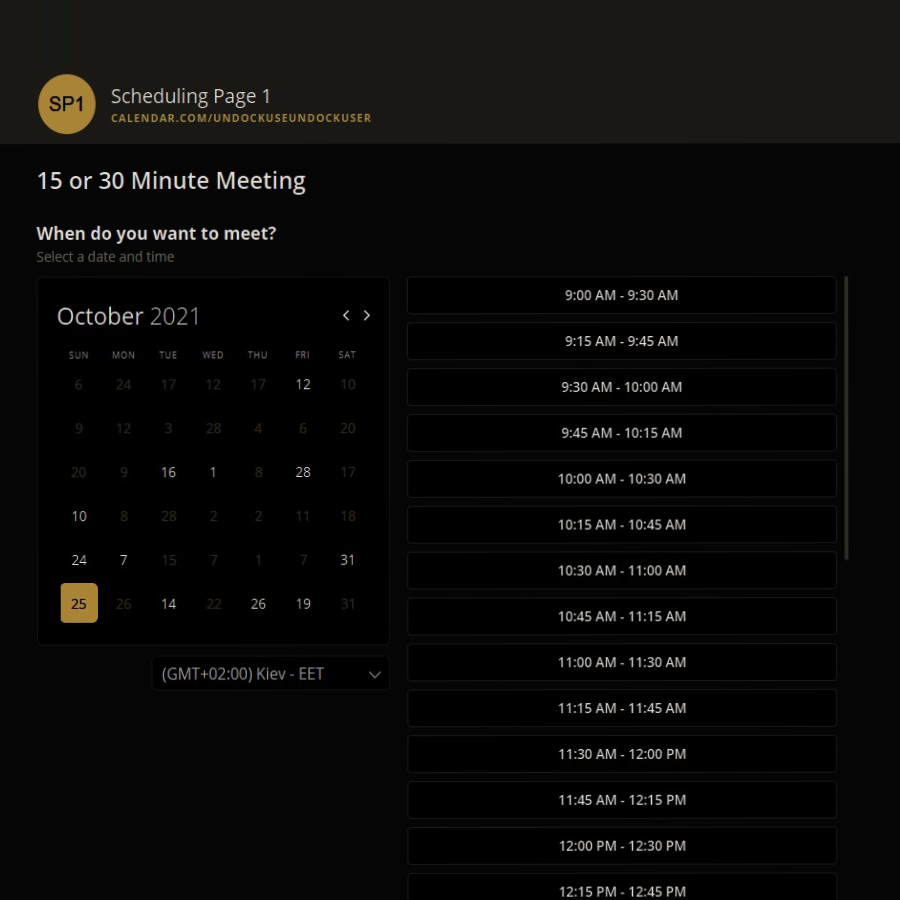 SP1
Scheduling Page 1
CALENDAR.COM/UNDOCKUSEUNDOCKUSER
15 or 30 Minute Meeting
When do you want to meet?
Select a date and time
October 2021
SUN MON TUE WED THU FRI SAT
6 24 17 12 17 12 10
9 12 3 28 4 6 20
20 9 16 1 8 28 17
10 8 28 2 2 11 18
24 7 15 7 1 7 31
25 26 14 22 26 19 31
(GMT+02:00) Kiev - EET
9:00 AM - 9:30 AM
9:15 AM - 9:45 AM
9:30 AM - 10:00 AM
9:45 AM - 10:15 AM
10:00 AM - 10:30 AM
10:15 AM - 10:45 AM
10:30 AM - 11:00 AM
10:45 AM - 11:15 AM
11:00 AM - 11:30 AM
11:15 AM - 11:45 AM
11:30 AM - 12:00 PM
11:45 AM - 12:15 PM
12:00 PM - 12:30 PM
12:15 PM - 12:45 PM